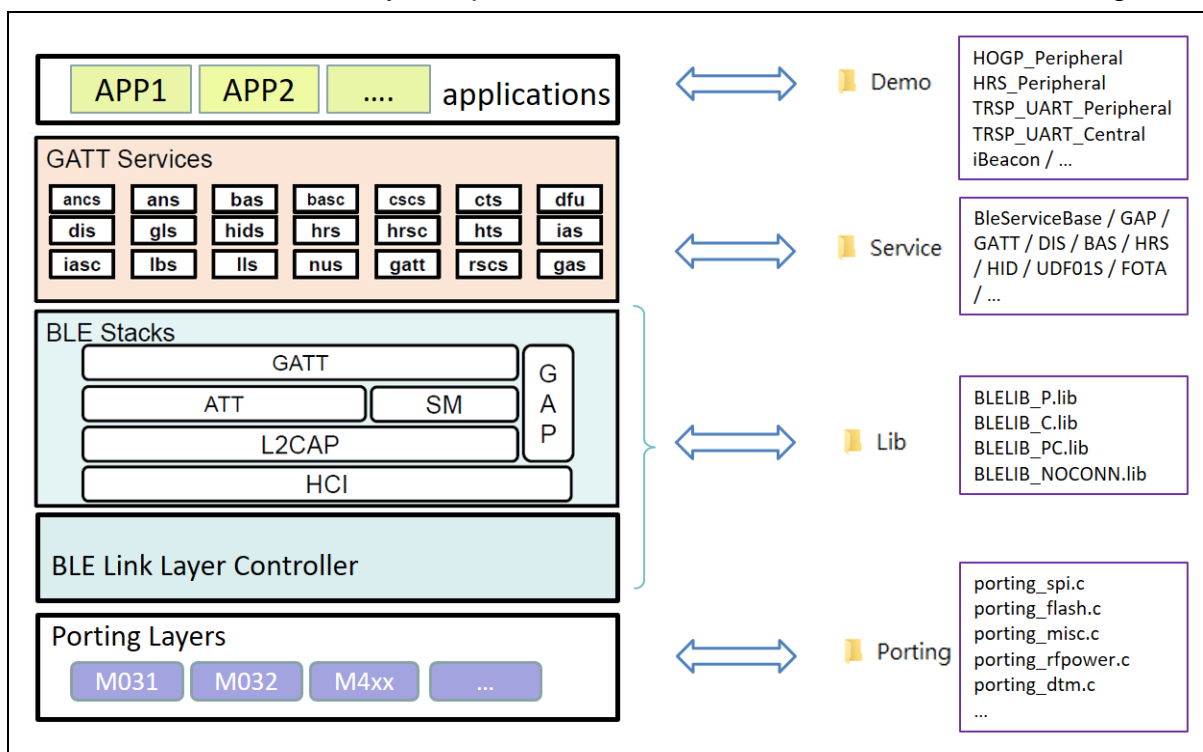 APP1 APP2 .... applications
Demo
HOGP_Peripheral
HRS_Peripheral
TRSP_UART_Peripheral
TRSP_UART_Central
iBeacon / ...
GATT Services
ancs ans bas basc cscs cts dfu
dis gls hids hrs hrsc hts ias
iasc lbs lls nus gatt rscs gas
Service
BleServiceBase / GAP /
GATT / DIS / BAS / HRS
/ HID / UDF01S / FOTA
/ ...
BLE Stacks
GATT
ATT SM
L2CAP
HCI
G
A
P
BLE Link Layer Controller
Lib
BLELIB_P.lib
BLELIB_C.lib
BLELIB_PC.lib
BLELIB_NOCONN.lib
Porting Layers
M031 M032 M4xx ...
Porting
porting_spi.c
porting_flash.c
porting_misc.c
porting_rfpower.c
porting_dtm.c
...